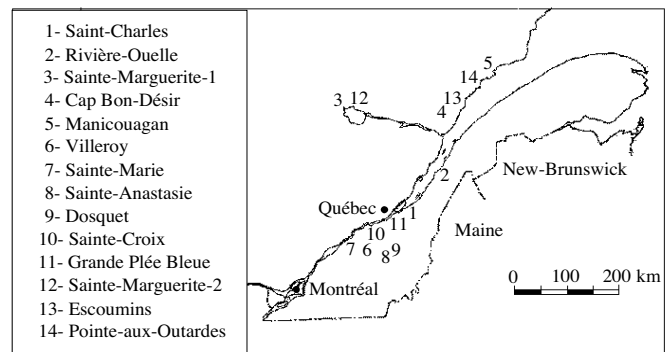 1- Saint-Charles
2- Rivière-Ouelle
3- Sainte-Marguerite-1
4- Cap Bon-Désir
5- Manicouagan
6- Villeroy
7- Sainte-Marie
8- Sainte-Anastasie
9- Dosquet
10- Sainte-Croix
11- Grande Plée Bleue
12- Sainte-Marguerite-2
13- Escoumins
14- Pointe-aux-Outardes
5
14
3 12
13
4
New-Brunswick
2
Québec
1
11
10
Maine
7 6 9
8
0 100 200 km
Montréal